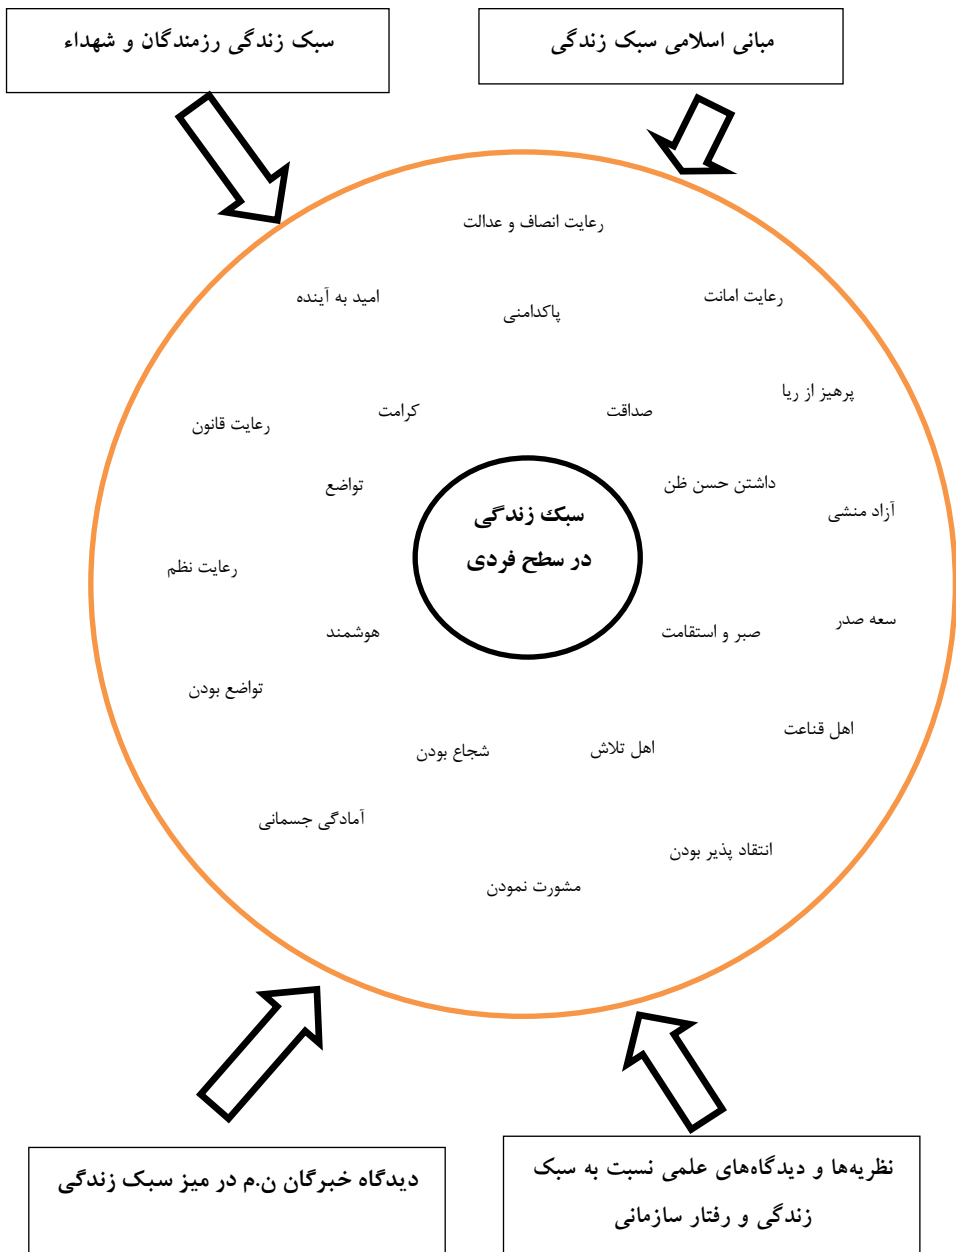 مبانی اسلامی سبک زندگی
سبک زندگی رزمندگان و شهداء
رعایت انصاف و عدالت
رعایت امانت
امید به آینده
پاکدامنی
پرهیز از ریا
صداقت
کرامت
رعایت قانون
داشتن حسن ظن
تواضع
آزاد منشی
سبک زندگی
در سطح فردی
رعایت نظم
سعه صدر
صبر و استقامت
هوشمند
تواضع بودن
اهل قناعت
اهل تلاش
شجاع بودن
آمادگی جسمانی
انتقاد پذیر بودن
مشورت نمودن
نظریه‌ها و دیدگاه‌های علمی نسبت به سبک
زندگی و رفتار سازمانی
دیدگاه خبرگان ن.م در میز سبک زندگی